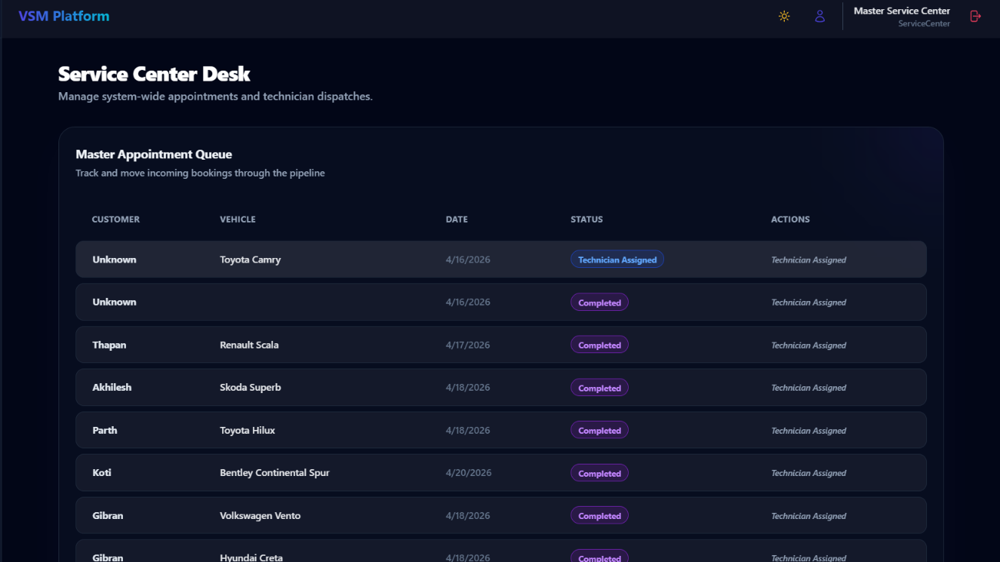 VSM Platform
Master Service Center
ServiceCenter
Service Center Desk
Manage system-wide appointments and technician dispatches.
Master Appointment Queue
Track and move incoming bookings through the pipeline
CUSTOMER VEHICLE DATE STATUS ACTIONS
Unknown Toyota Camry 4/16/2026 Technician Assigned Technician Assigned
Unknown 4/16/2026 Completed Technician Assigned
Thapan Renault Scala 4/17/2026 Completed Technician Assigned
Akhilesh Skoda Superb 4/18/2026 Completed Technician Assigned
Parth Toyota Hilux 4/18/2026 Completed Technician Assigned
Koti Bentley Continental Spur 4/20/2026 Completed Technician Assigned
Gibran Volkswagen Vento 4/18/2026 Completed Technician Assigned
Gibran Hyundai Creta 4/18/2026 Completed Technician Assigned